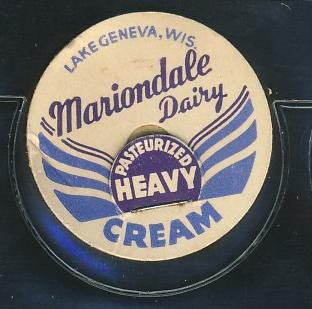 LAKE GENEVA, WIS.
Mariondale
Dairy
PASTEURIZED
HEAVY
CREAM